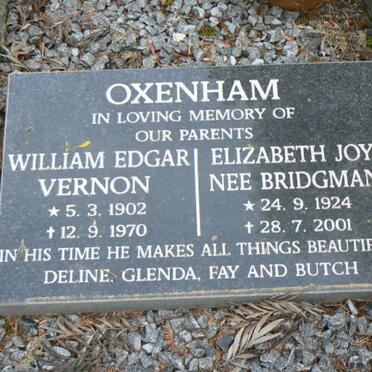 OXENHAM
IN LOVING MEMORY OF
OUR PARENTS
WILLIAM EDGAR
VERNON
★ 5. 3. 1902
✝ 12. 9. 1970
ELIZABETH JOY
NEE BRIDGMAN
★ 24. 9. 1924
✝ 28. 7. 2001
IN HIS TIME HE MAKES ALL THINGS BEAUTIF
DELINE, GLENDA, FAY AND BUTCH